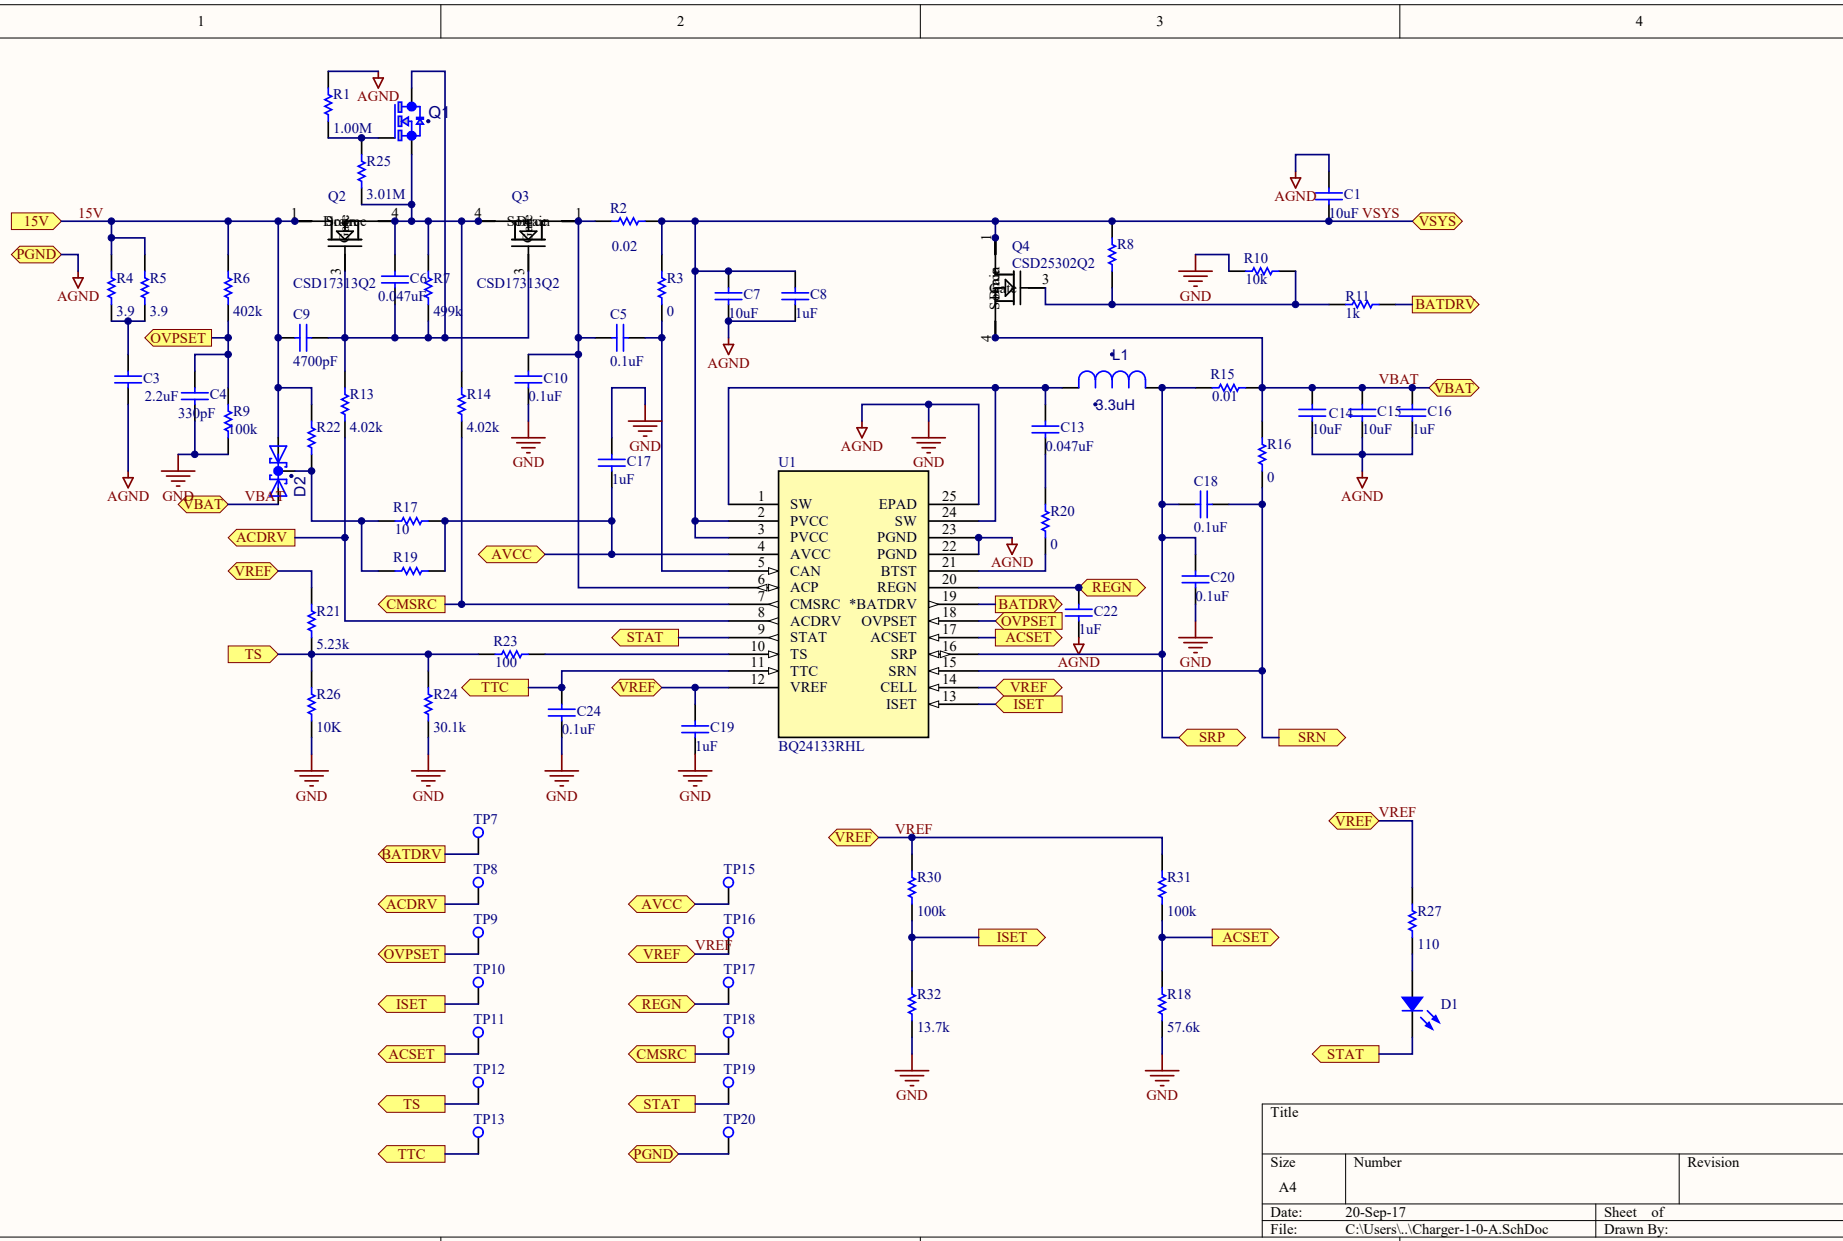 1 2 3 4
R1
AGND
Q1
1.00M
R25
3.01M
Q2
Q3
15V
15V
1
4
3
CSD17313Q2
4
1
3
CSD17313Q2
R2
0.02
PGND
AGND
R4
3.9
R5
3.9
R6
402k
C6
0.047uF
R7
499k
R3
0
C7
10uF
C8
1uF
AGND
OVPSET
C9
4700pF
C5
0.1uF
C3
2.2uF
C4
330pF
R9
100k
R13
4.02k
R14
4.02k
C10
0.1uF
GND
R22
AGND
GND
D2
VBAT
VBAT
GND
C17
1uF
ACDRV
R17
10
R19
AVCC
VREF
CMSRC
R21
5.23k
TS
R23
100
STAT
R26
10K
R24
30.1k
TTC
C24
0.1uF
VREF
C19
1uF
GND
GND
GND
GND
1
Q4
CSD25302Q2
3
4
R8
AGND
C1
10uF
VSYS
VSYS
GND
R10
10k
R11
1k
BATDRV
L1
3.3uH
R15
0.01
VBAT
VBAT
C14
10uF
C15
10uF
C16
1uF
AGND
AGND
GND
C13
0.047uF
R16
0
C18
0.1uF
R20
0
C20
0.1uF
GND
U1
1 SW
2 PVCC
3 PVCC
4 AVCC
5 CAN
6 ACP
7 CMSRC
8 ACDRV
9 STAT
10 TS
11 TTC
12 VREF
EPAD 25
SW 24
PGND 23
PGND 22
BTST 21
REGN 20
*BATDRV 19
OVPSET 18
ACSET 17
SRP 16
SRN 15
CELL 14
ISET 13
BQ24133RHL
AGND
REGN
BATDRV
OVPSET
ACSET
C22
1uF
AGND
VREF
ISET
SRP
SRN
TP7
BATDRV
TP8
ACDRV
TP9
OVPSET
TP10
ISET
TP11
ACSET
TP12
TS
TP13
TTC
TP15
AVCC
TP16
VREF
VREF
TP17
REGN
TP18
CMSRC
TP19
STAT
TP20
PGND
VREF
VREF
R30
100k
ISET
R32
13.7k
GND
R31
100k
ACSET
R18
57.6k
GND
VREF
VREF
R27
110
D1
STAT
Title
Size
A4
Number
Revision
Date: 20-Sep-17 Sheet of
File: C:\Users\..\Charger-1-0-A.SchDoc Drawn By: